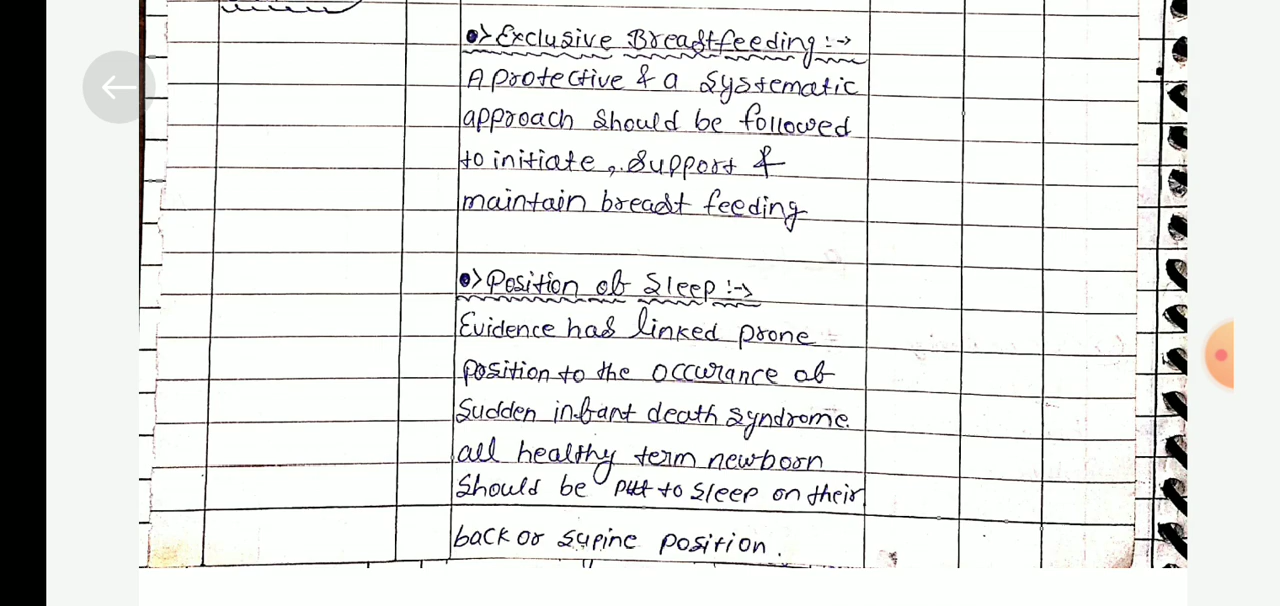 •> Exclusive Breastfeeding :->
A protective & a systematic
approach should be followed
to initiate, support &
maintain breast feeding
•> Position of Sleep :->
Evidence has linked prone
position to the occurance of
Sudden infant death syndrome.
all healthy term newborn
Should be put to sleep on their
back or supine position.